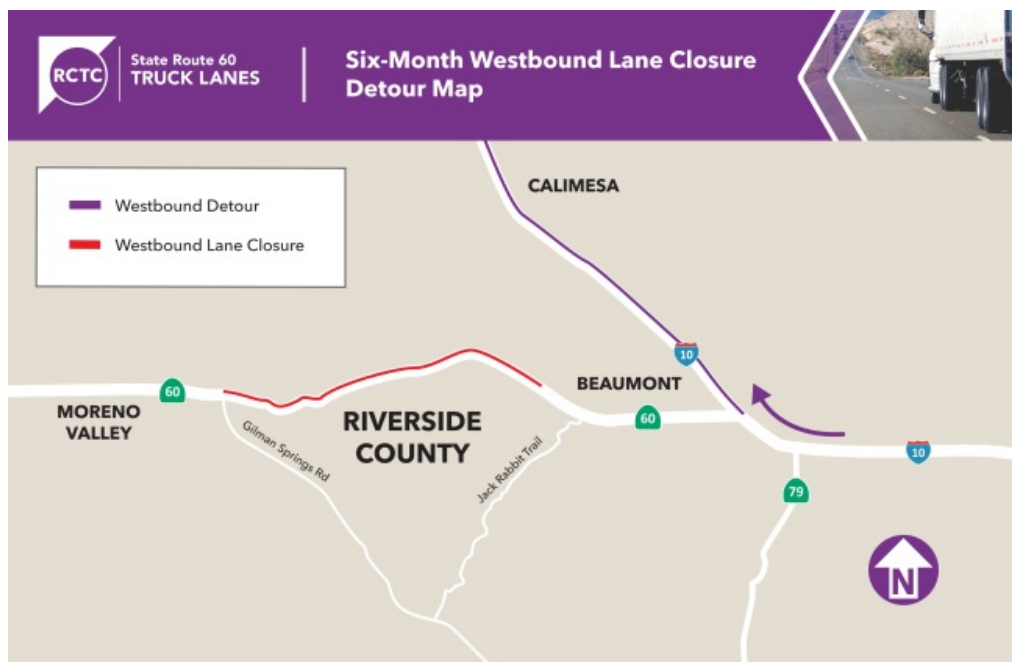 RCTC
State Route 60
TRUCK LANES
Six-Month Westbound Lane Closure
Detour Map
Westbound Detour
Westbound Lane Closure
CALIMESA
10
BEAUMONT
60
MORENO
VALLEY
RIVERSIDE
COUNTY
60
10
Gilman Springs Rd
Jack Rabbit Trail
79
N